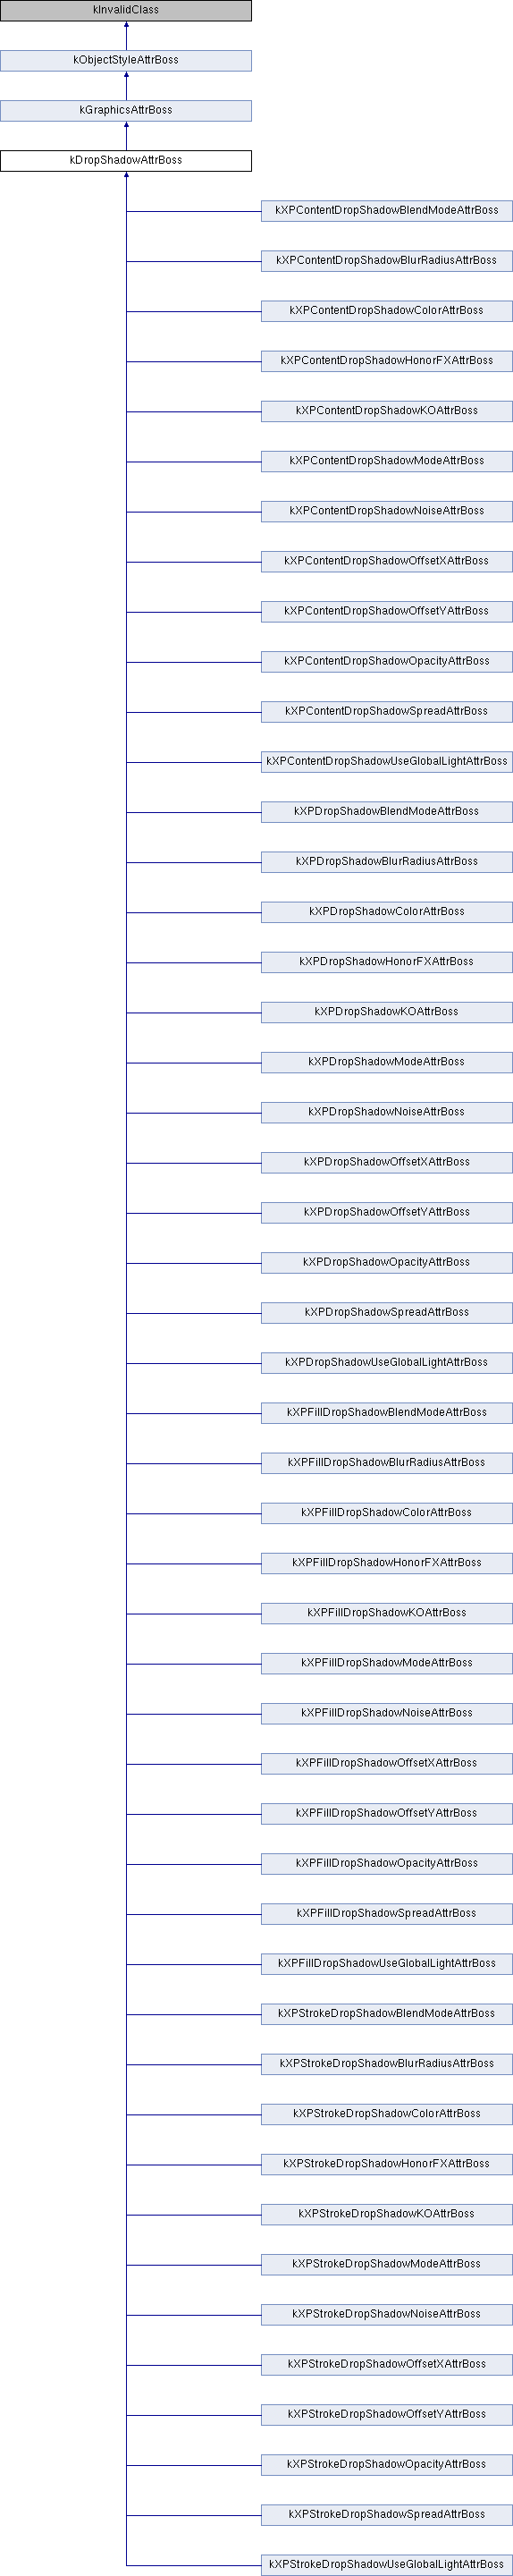 kInvalidClass
kObjectStyleAttrBoss
kGraphicsAttrBoss
kDropShadowAttrBoss
kXPContentDropShadowBlendModeAttrBoss
kXPContentDropShadowBlurRadiusAttrBoss
kXPContentDropShadowColorAttrBoss
kXPContentDropShadowHonorFXAttrBoss
kXPContentDropShadowKOAttrBoss
kXPContentDropShadowModeAttrBoss
kXPContentDropShadowNoiseAttrBoss
kXPContentDropShadowOffsetXAttrBoss
kXPContentDropShadowOffsetYAttrBoss
kXPContentDropShadowOpacityAttrBoss
kXPContentDropShadowSpreadAttrBoss
kXPContentDropShadowUseGlobalLightAttrBoss
kXPDropShadowBlendModeAttrBoss
kXPDropShadowBlurRadiusAttrBoss
kXPDropShadowColorAttrBoss
kXPDropShadowHonorFXAttrBoss
kXPDropShadowKOAttrBoss
kXPDropShadowModeAttrBoss
kXPDropShadowNoiseAttrBoss
kXPDropShadowOffsetXAttrBoss
kXPDropShadowOffsetYAttrBoss
kXPDropShadowOpacityAttrBoss
kXPDropShadowSpreadAttrBoss
kXPDropShadowUseGlobalLightAttrBoss
kXPFillDropShadowBlendModeAttrBoss
kXPFillDropShadowBlurRadiusAttrBoss
kXPFillDropShadowColorAttrBoss
kXPFillDropShadowHonorFXAttrBoss
kXPFillDropShadowKOAttrBoss
kXPFillDropShadowModeAttrBoss
kXPFillDropShadowNoiseAttrBoss
kXPFillDropShadowOffsetXAttrBoss
kXPFillDropShadowOffsetYAttrBoss
kXPFillDropShadowOpacityAttrBoss
kXPFillDropShadowSpreadAttrBoss
kXPFillDropShadowUseGlobalLightAttrBoss
kXPStrokeDropShadowBlendModeAttrBoss
kXPStrokeDropShadowBlurRadiusAttrBoss
kXPStrokeDropShadowColorAttrBoss
kXPStrokeDropShadowHonorFXAttrBoss
kXPStrokeDropShadowKOAttrBoss
kXPStrokeDropShadowModeAttrBoss
kXPStrokeDropShadowNoiseAttrBoss
kXPStrokeDropShadowOffsetXAttrBoss
kXPStrokeDropShadowOffsetYAttrBoss
kXPStrokeDropShadowOpacityAttrBoss
kXPStrokeDropShadowSpreadAttrBoss
kXPStrokeDropShadowUseGlobalLightAttrBoss